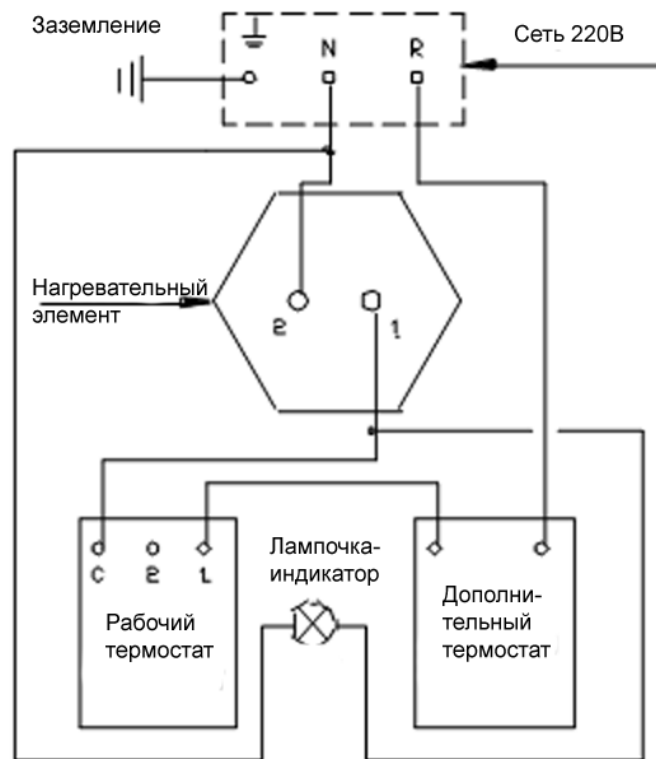 Заземление
Сеть 220В
N
R
Нагревательный
элемент
2
1
C
2
1
Лампочка-
индикатор
Рабочий
термостат
Дополни-
тельный
термостат